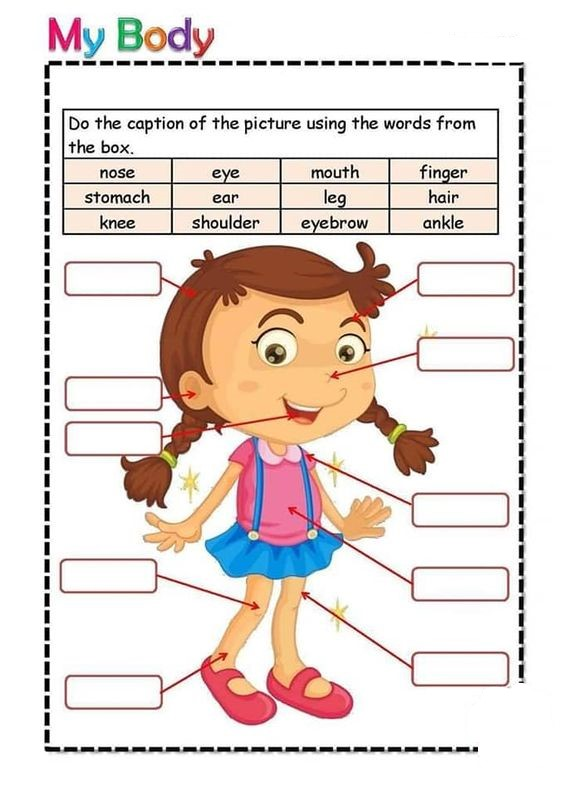 My Body
Do the caption of the picture using the words from
the box.
nose eye mouth finger
stomach ear leg hair
knee shoulder eyebrow ankle